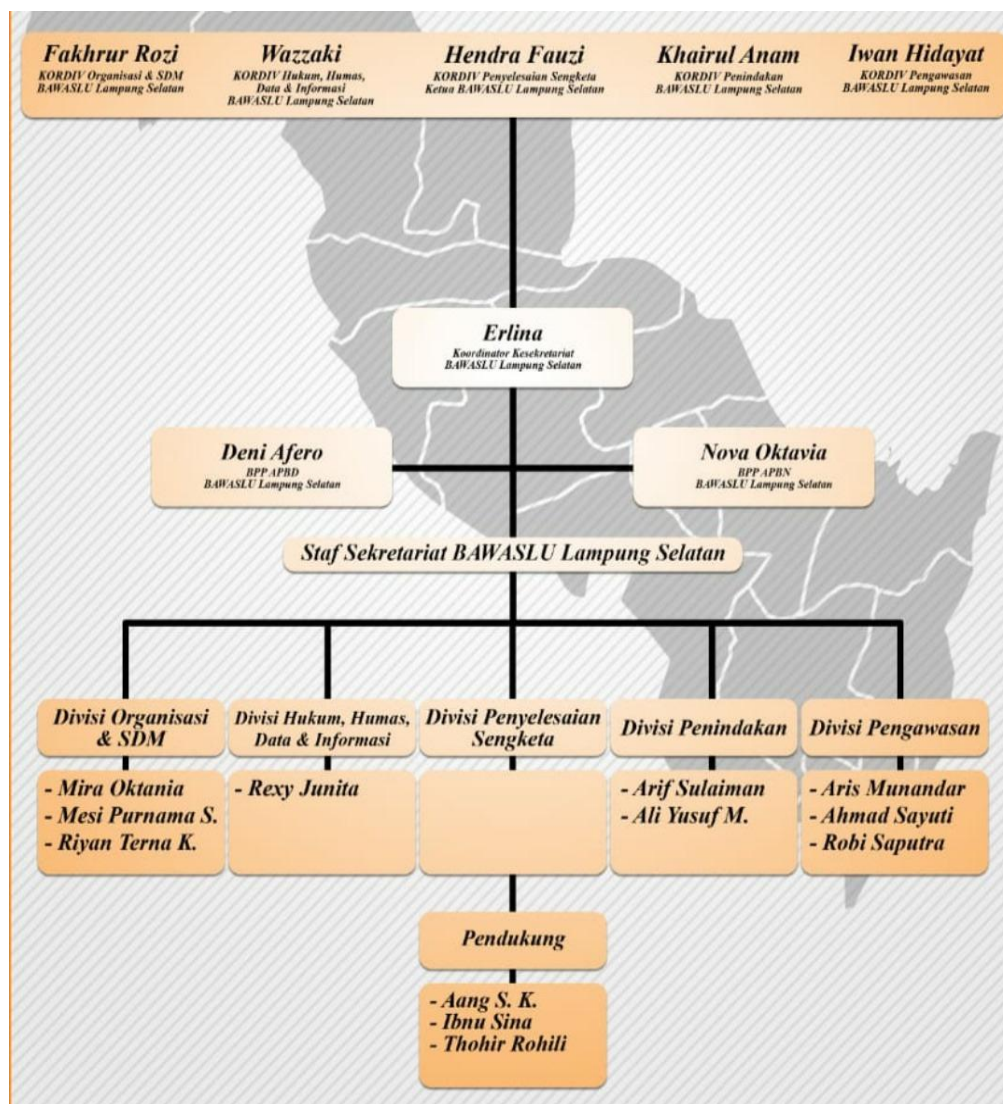 Fakhrur Rozi
KORDIV Organisasi & SDM
BAWASLU Lampung Selatan
Wazzaki
KORDIV Hukum, Humas,
Data & Informasi
BAWASLU Lampung Selatan
Hendra Fauzi
KORDIV Penyelesaian Sengketa
Ketua BAWASLU Lampung Selatan
Khairul Anam
KORDIV Penindakan
BAWASLU Lampung Selatan
Iwan Hidayat
KORDIV Pengawasan
BAWASLU Lampung Selatan
Erlina
Koordinator Kesekretariat
BAWASLU Lampung Selatan
Deni Afero
BPP APBD
BAWASLU Lampung Selatan
Nova Oktavia
BPP APBN
BAWASLU Lampung Selatan
Staf Sekretariat BAWASLU Lampung Selatan
Divisi Organisasi
& SDM
- Mira Oktania
- Mesi Purnama S.
- Riyan Terna K.
Divisi Hukum, Humas,
Data & Informasi
- Rexy Junita
Divisi Penyelesaian
Sengketa
Divisi Penindakan
- Arif Sulaiman
- Ali Yusuf M.
Divisi Pengawasan
- Aris Munandar
- Ahmad Sayuti
- Robi Saputra
Pendukung
- Aang S. K.
- Ibnu Sina
- Thohir Rohili